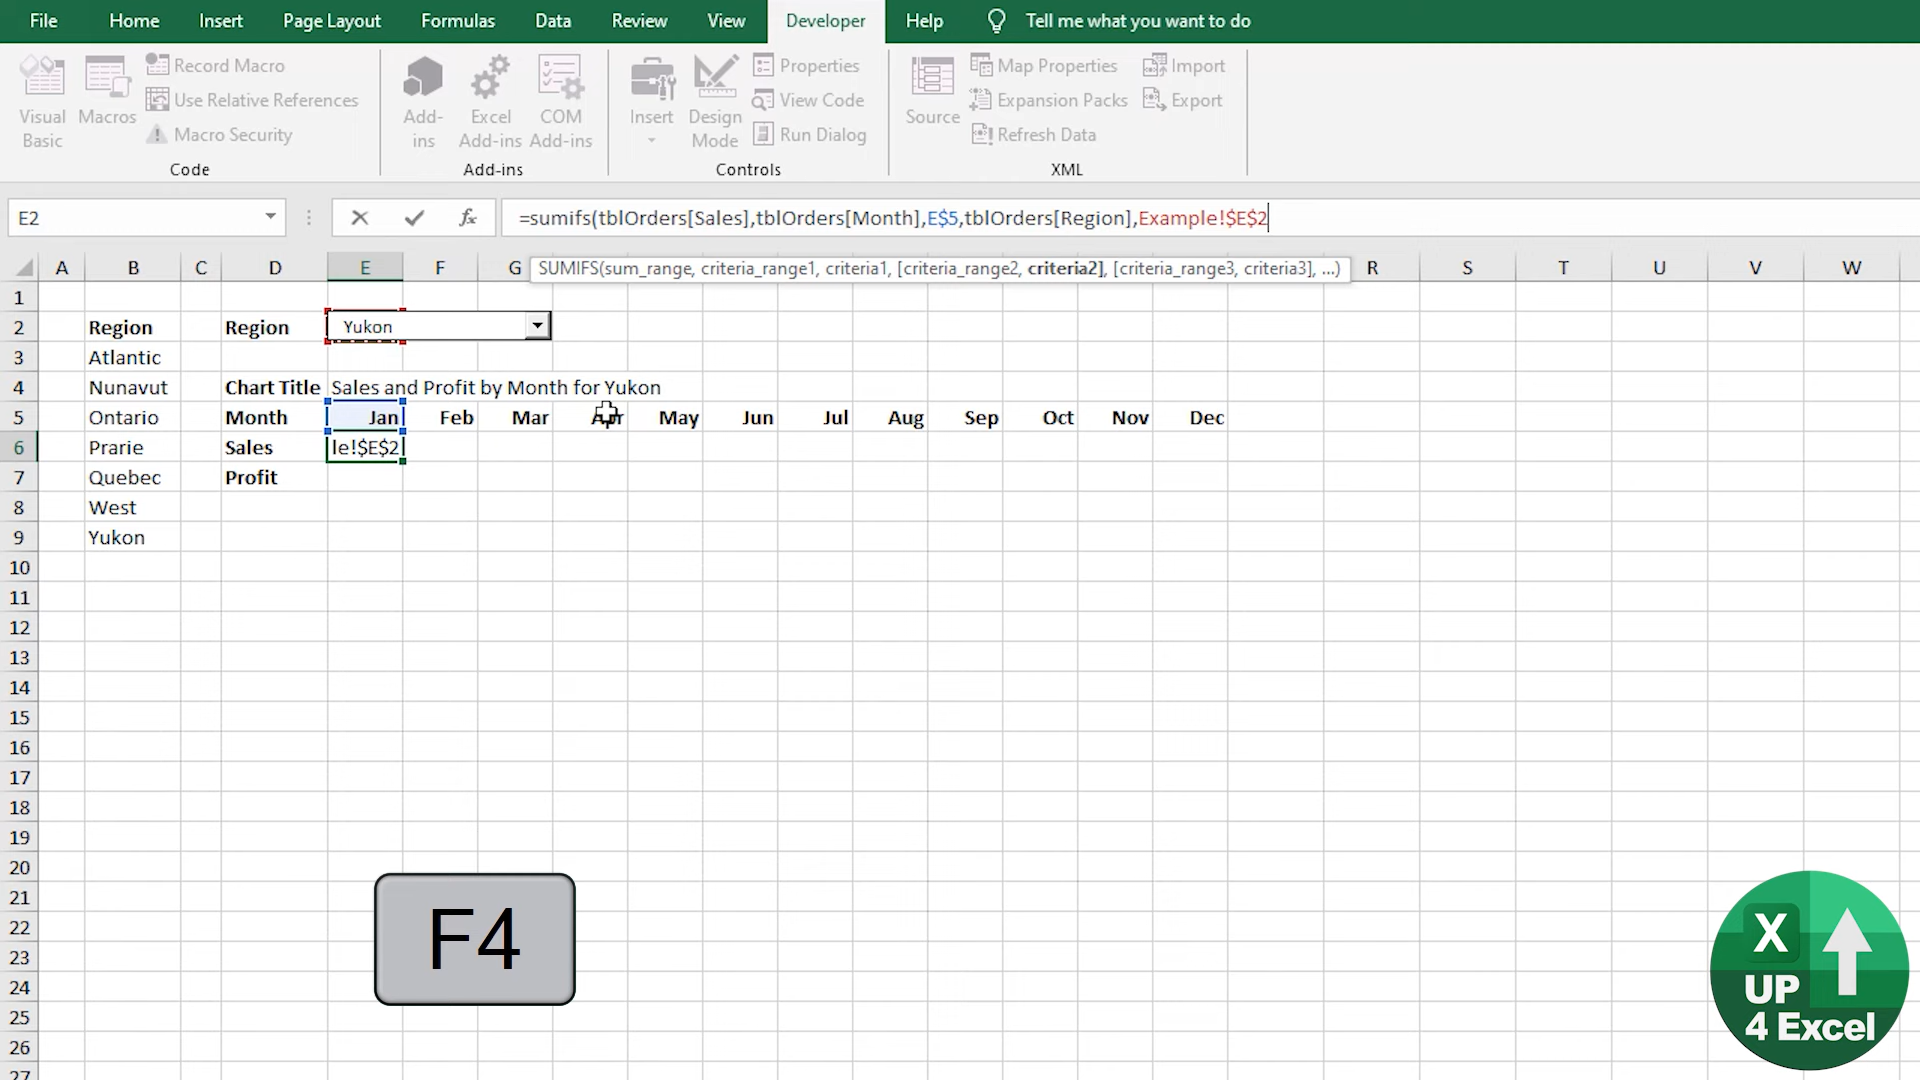 File Home Insert Page Layout Formulas Data Review View Developer Help Tell me what you want to do
Visual Basic
Macros
Record Macro
Use Relative References
Macro Security
Code
Add-ins
Excel Add-ins
COM Add-ins
Add-ins
Insert
Design Mode
Properties
View Code
Run Dialog
Controls
Source
Map Properties
Expansion Packs
Refresh Data
Import
Export
XML
E2 fx =sumifs(tblOrders[Sales],tblOrders[Month],E$5,tblOrders[Region],Example!$E$2
SUMIFS(sum_range, criteria_range1, criteria1, [criteria_range2, criteria2], [criteria_range3, criteria3], ...)
A B C D E F G R S T U V W
1
2 Region Region Yukon
3 Atlantic
4 Nunavut Chart Title Sales and Profit by Month for Yukon
5 Ontario Month Jan Feb Mar Apr May Jun Jul Aug Sep Oct Nov Dec
6 Prarie Sales le!$E$2
7 Quebec Profit
8 West
9 Yukon
10
11
12
13
14
15
16
17
18
19
20
21
22
23
24
25
26
27
F4
X
UP
4 Excel